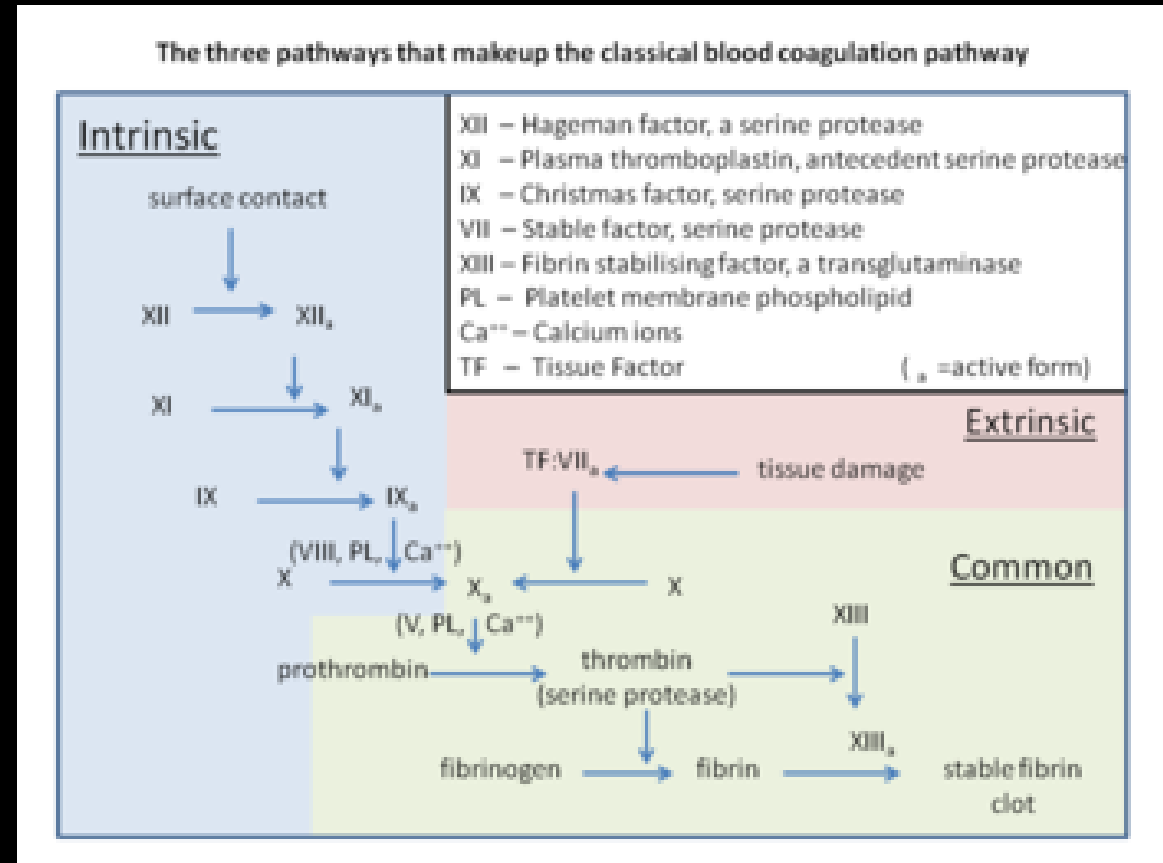 The three pathways that makeup the classical blood coagulation pathway
Intrinsic
XII – Hageman factor, a serine protease
XI – Plasma thromboplastin, antecedent serine protease
IX – Christmas factor, serine protease
VII – Stable factor, serine protease
XIII – Fibrin stabilising factor, a transglutaminase
PL – Platelet membrane phospholipid
Ca⁺⁺ – Calcium ions
TF – Tissue Factor ( ₐ =active form)
surface contact
XII XIIₐ
XI XIₐ
IX IXₐ
(VIII, PL, Ca⁺⁺)
X Xₐ X
Extrinsic
TF:VIIₐ tissue damage
Common
(V, PL, Ca⁺⁺)
prothrombin thrombin
(serine protease)
XIII
XIIIₐ
fibrinogen fibrin stable fibrin
clot